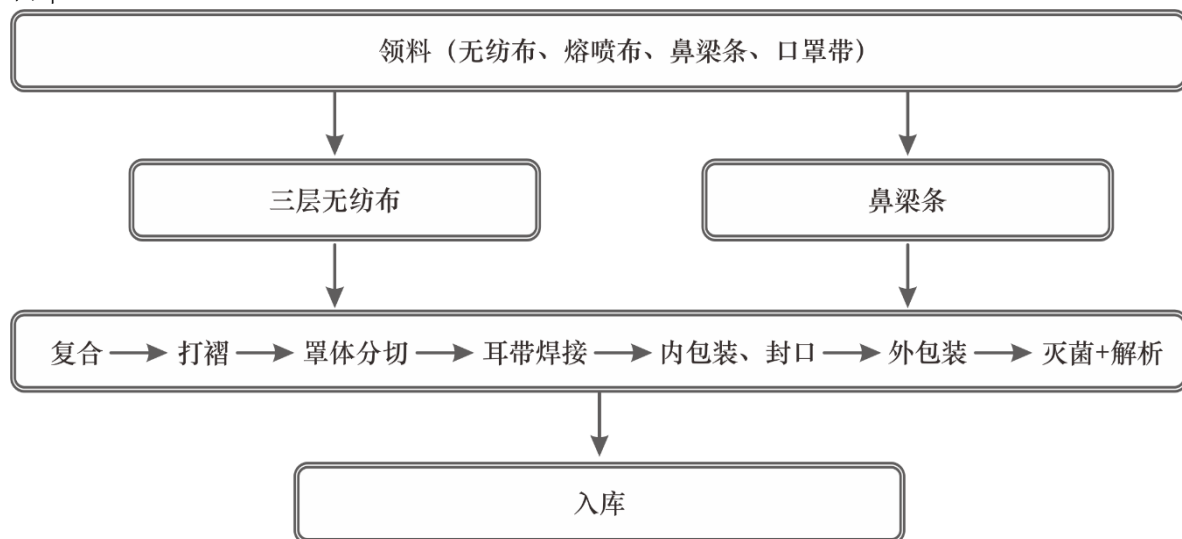 领料（无纺布、熔喷布、鼻梁条、口罩带）
三层无纺布
鼻梁条
复合 打褶 罩体分切 耳带焊接 内包装、封口 外包装 灭菌+解析
入库